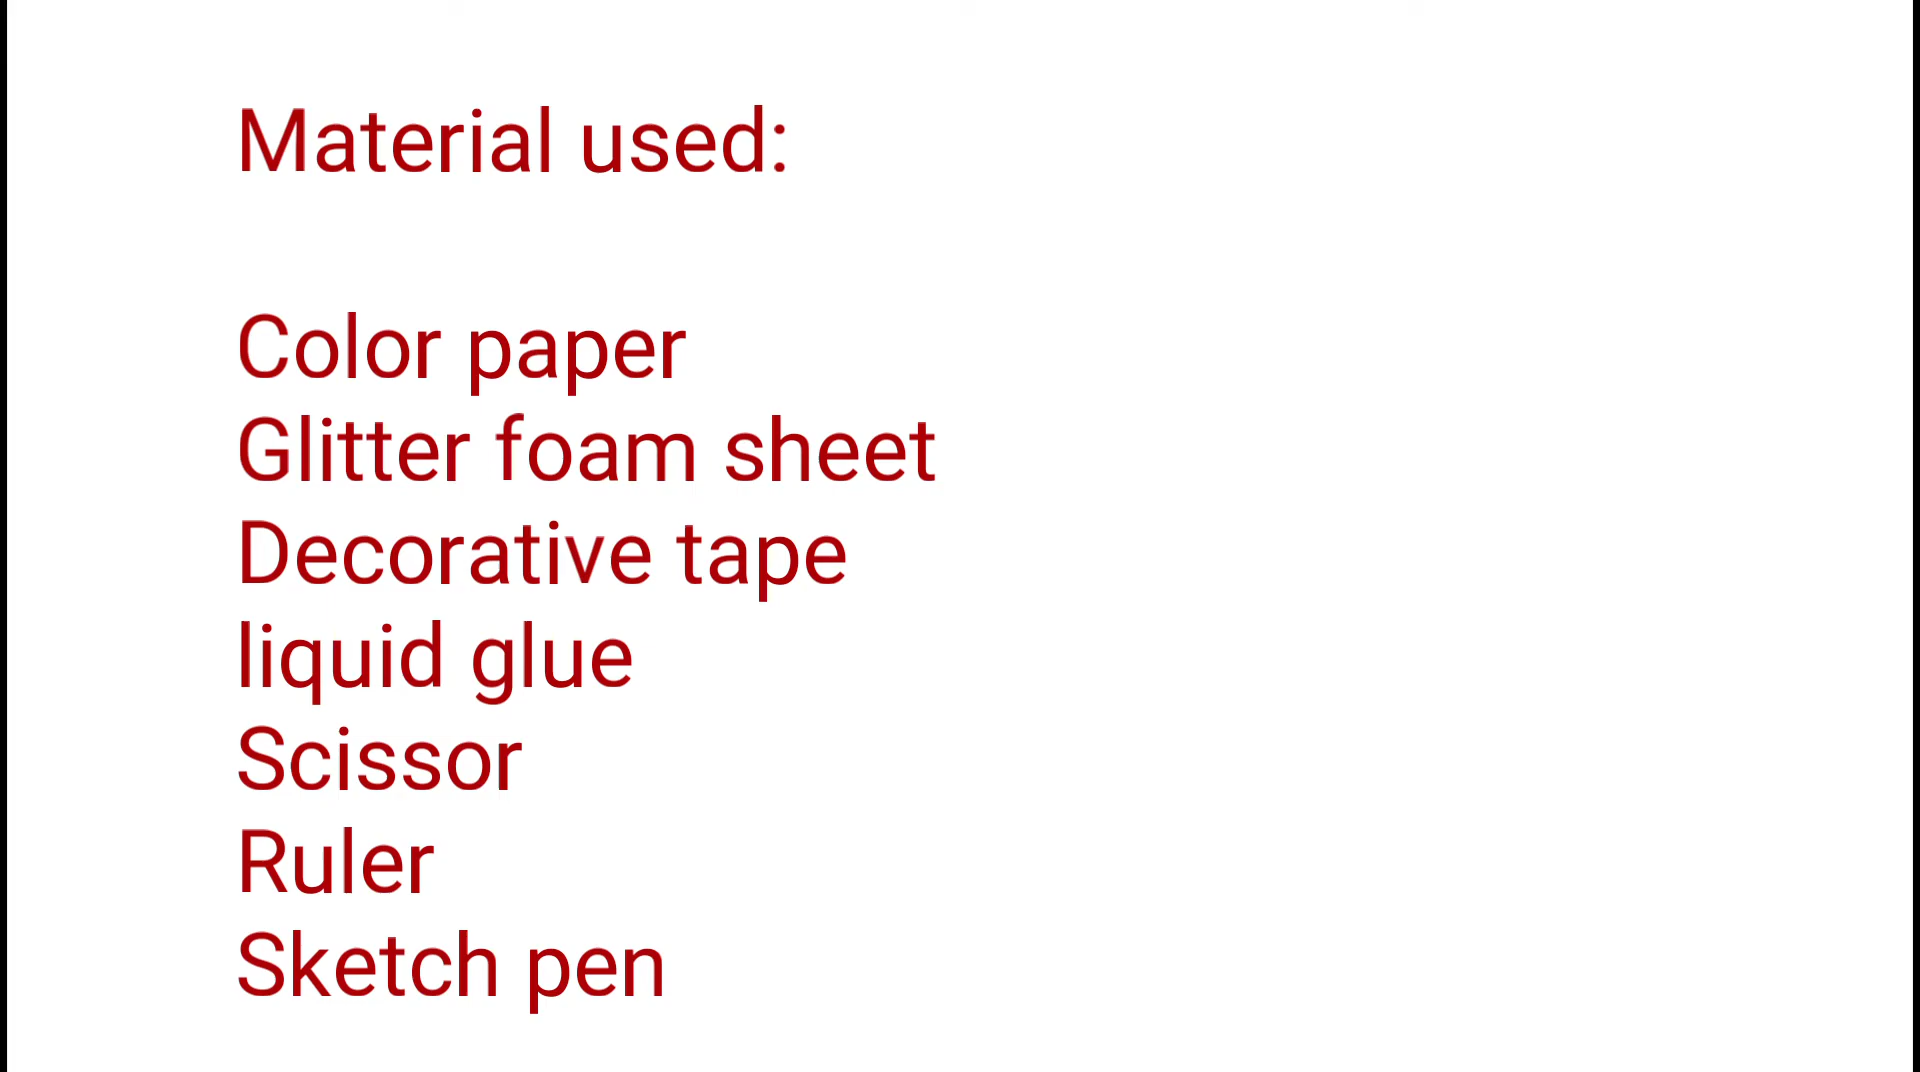 Material used:
Color paper
Glitter foam sheet
Decorative tape
liquid glue
Scissor
Ruler
Sketch pen